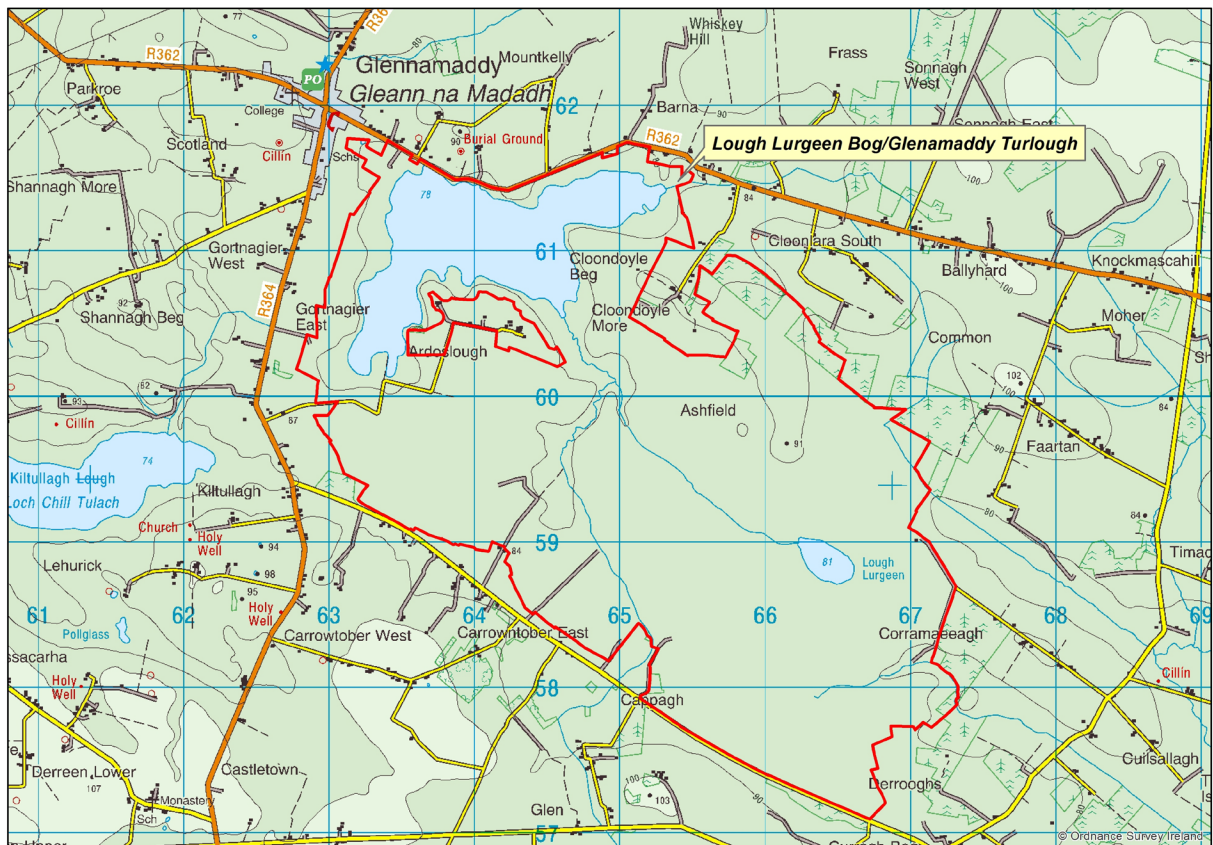 77
R362
Whiskey
Hill
80
Frass
Glennamaddy
Mountkelly
PO
Sonnagh
West
Parkroe
Gleann na Madadh
College
62
Barna
90
90
Burial Ground
R362
Sonnagh East
Scotland
Cillín
Schs
Lough Lurgeen Bog/Glenamaddy Turlough
100
Shannagh More
78
84
Gortnagier
West
61
Cloonlara South
Cloondoyle
Beg
Ballyhard
Knockmascahill
100
R364
92
Shannagh Beg
Gortnagier
East
Cloondoyle
More
Moher
Common
Ardoslough
82
102
93
60
84
Cillín
87
Ashfield
91
Faartan
90
74
Kiltullagh Lough
Loch Chill Tulach
Kiltullagh
Church
Holy
Well
80
84
94
59
84
Lehurick
98
81
Lough
Lurgeen
95
Holy
Well
61
62
63
64
65
66
67
68
69
Pollglass
Carrowtober West
Carrowntober East
Corramaeeagh
Holy
Well
58
Cappagh
Cillín
Derreen Lower
107
Castletown
Monastery
Sch
100
103
90
Glen
Derrooghs
Cuilsallagh
57
© Ordnance Survey Ireland